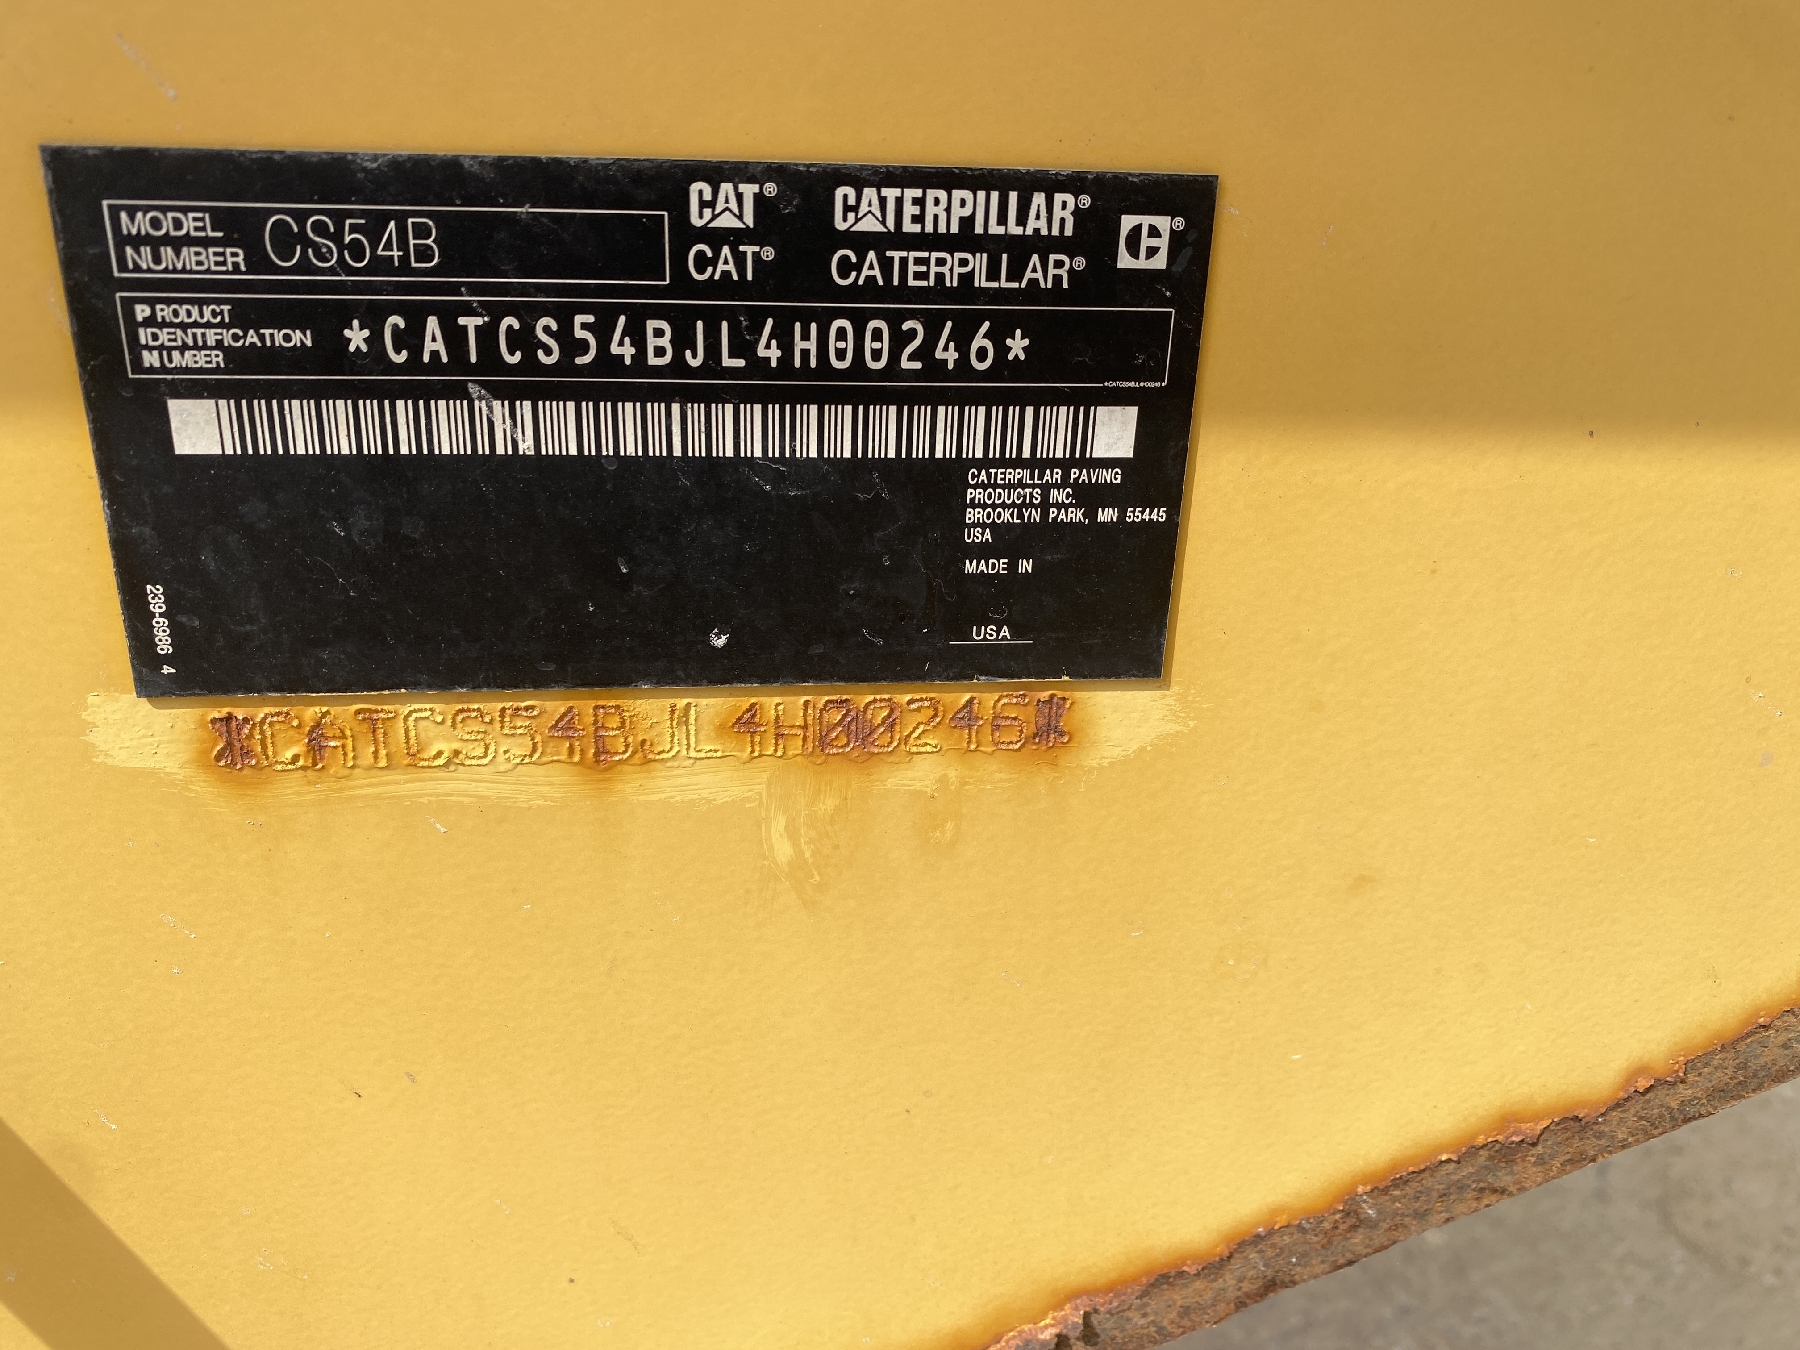 MODEL NUMBER CS54B
CAT® CATERPILLAR®
CAT® CATERPILLAR®
PRODUCT IDENTIFICATION NUMBER *CATCS54BJL4H00246*
*CATCS54BJL4H00246*
CATERPILLAR PAVING
PRODUCTS INC.
BROOKLYN PARK, MN 55445
USA
MADE IN
USA
239-6986 4
*CATCS54BJL4H00246*